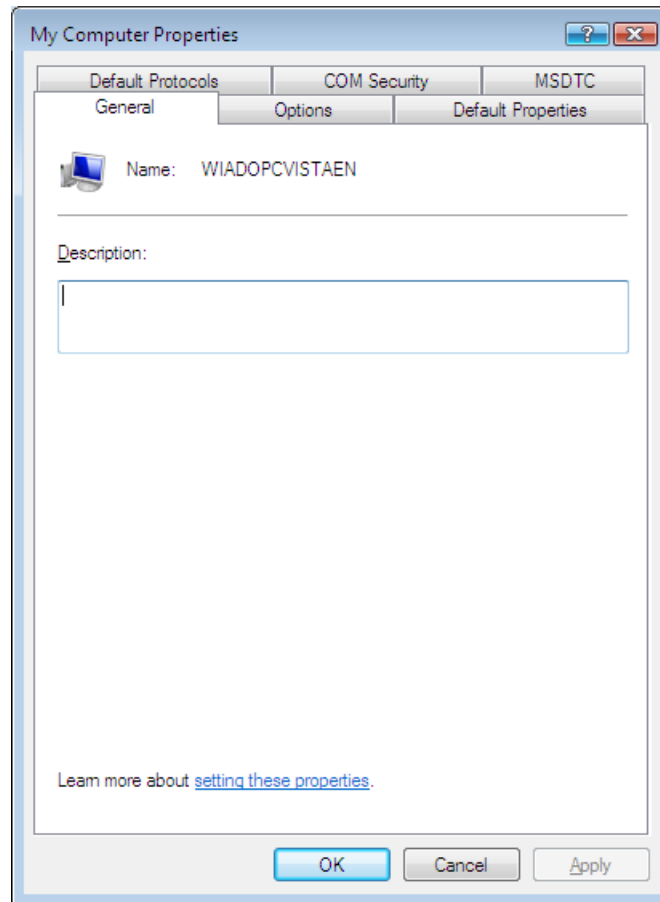 My Computer Properties
Default Protocols COM Security MSDTC
General Options Default Properties
Name: WIADOPCVISTAEN
Description:
Learn more about setting these properties.
OK Cancel Apply